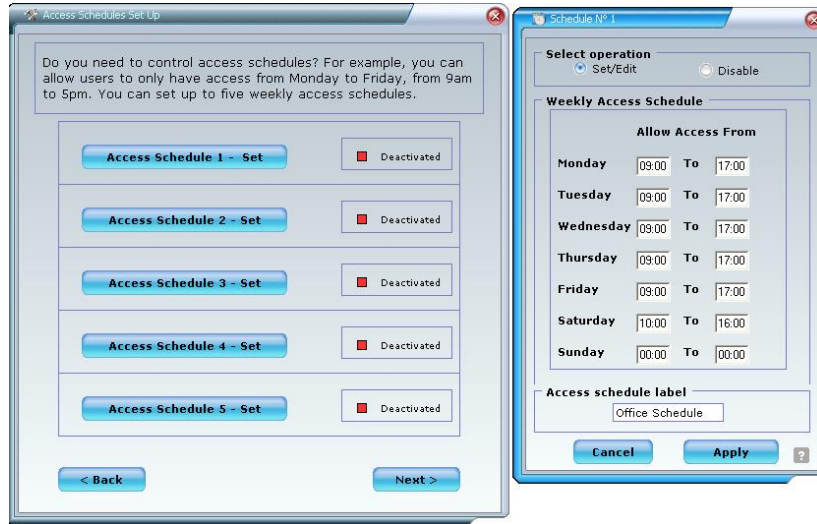 Access Schedules Set Up
Do you need to control access schedules? For example, you can
allow users to only have access from Monday to Friday, from 9am
to 5pm. You can set up to five weekly access schedules.
Access Schedule 1 - Set
Deactivated
Access Schedule 2 - Set
Deactivated
Access Schedule 3 - Set
Deactivated
Access Schedule 4 - Set
Deactivated
Access Schedule 5 - Set
Deactivated
< Back
Next >
Schedule Nº 1
Select operation
Set/Edit Disable
Weekly Access Schedule
Allow Access From
Monday 09:00 To 17:00
Tuesday 09:00 To 17:00
Wednesday 09:00 To 17:00
Thursday 09:00 To 17:00
Friday 09:00 To 17:00
Saturday 10:00 To 16:00
Sunday 00:00 To 00:00
Access schedule label
Office Schedule
Cancel Apply ?